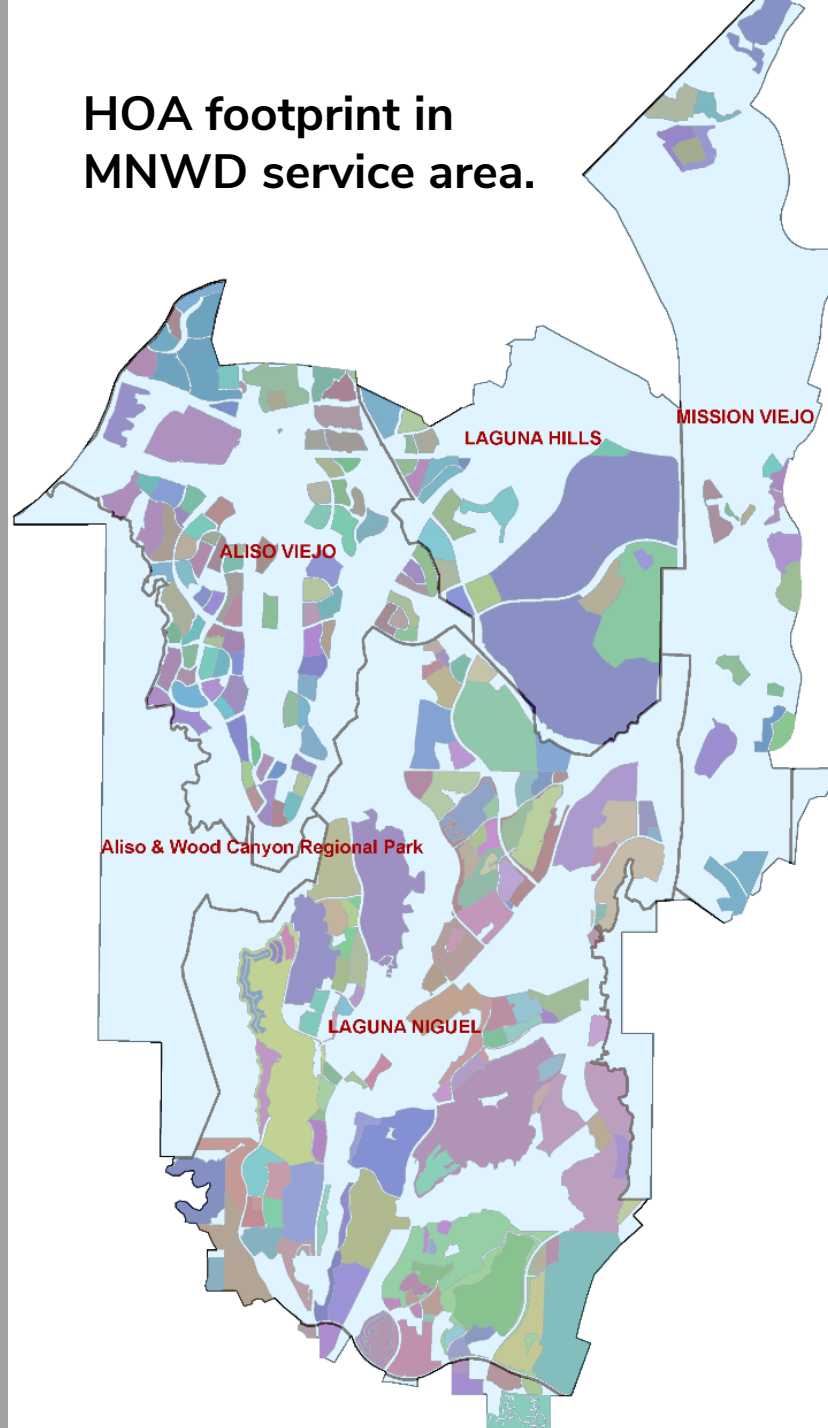 HOA footprint in
MNWD service area.
MISSION VIEJO
LAGUNA HILLS
ALISO VIEJO
Aliso & Wood Canyon Regional Park
LAGUNA NIGUEL